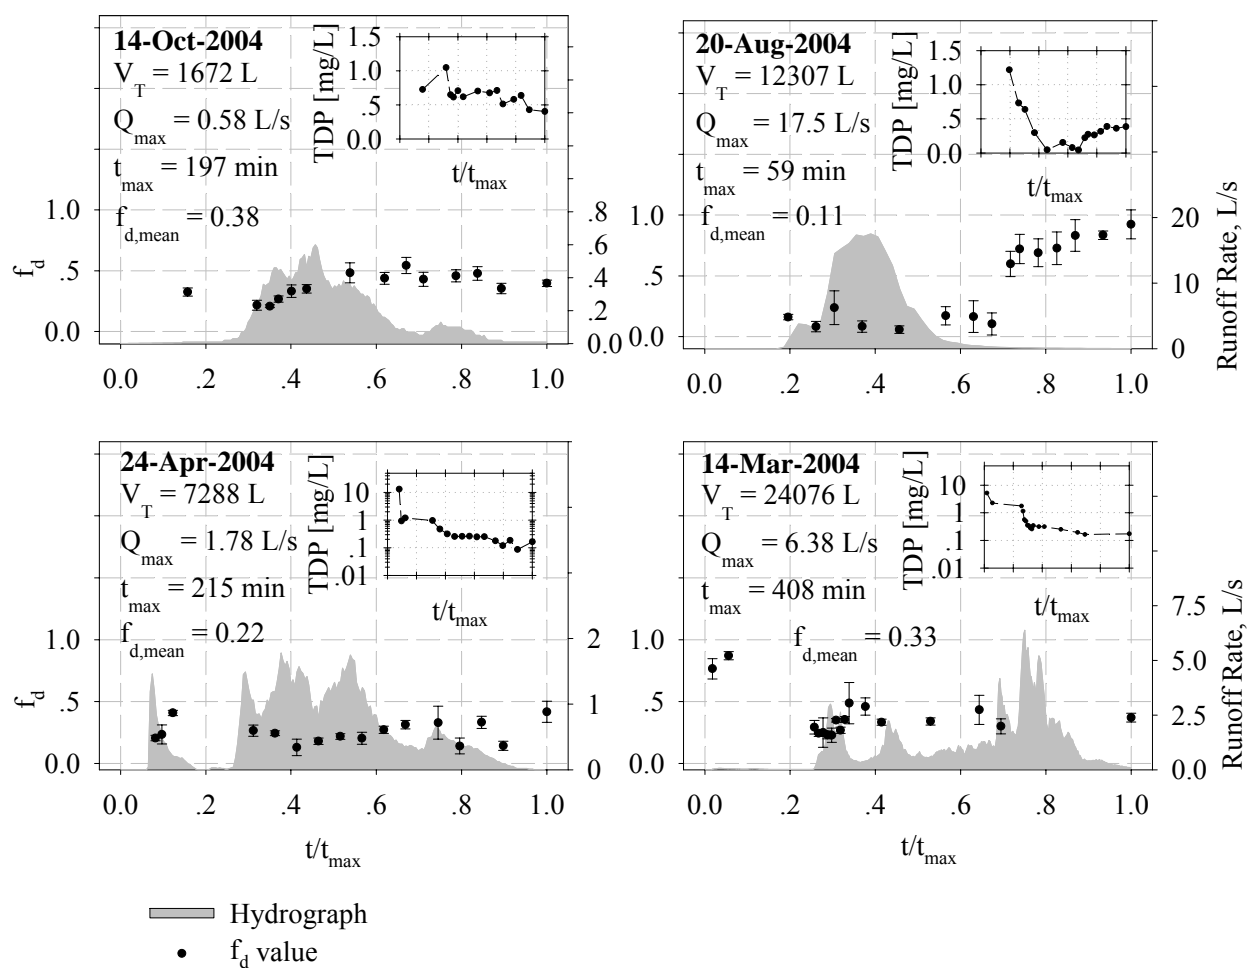 14-Oct-2004
V_T = 1672 L
Q_max = 0.58 L/s
t_max = 197 min
f_d,mean = 0.38
TDP [mg/L]
1.5
1.0
.5
0.0
t/t_max
f_d
1.0
0.5
0.0
.8
.6
.4
.2
0.0
0.0 .2 .4 .6 .8 1.0
20-Aug-2004
V_T = 12307 L
Q_max = 17.5 L/s
t_max = 59 min
f_d,mean = 0.11
TDP [mg/L]
1.5
1.0
.5
0.0
t/t_max
1.0
0.5
0.0
20
10
0
Runoff Rate, L/s
0.0 .2 .4 .6 .8 1.0
24-Apr-2004
V_T = 7288 L
Q_max = 1.78 L/s
t_max = 215 min
f_d,mean = 0.22
TDP [mg/L]
10
1
.1
.01
t/t_max
f_d
1.0
0.5
0.0
2
1
0
0.0 .2 .4 .6 .8 1.0
t/t_max
14-Mar-2004
V_T = 24076 L
Q_max = 6.38 L/s
t_max = 408 min
f_d,mean = 0.33
TDP [mg/L]
10
1
.1
.01
t/t_max
1.0
0.5
0.0
7.5
5.0
2.5
0.0
Runoff Rate, L/s
0.0 .2 .4 .6 .8 1.0
t/t_max
Hydrograph
f_d value